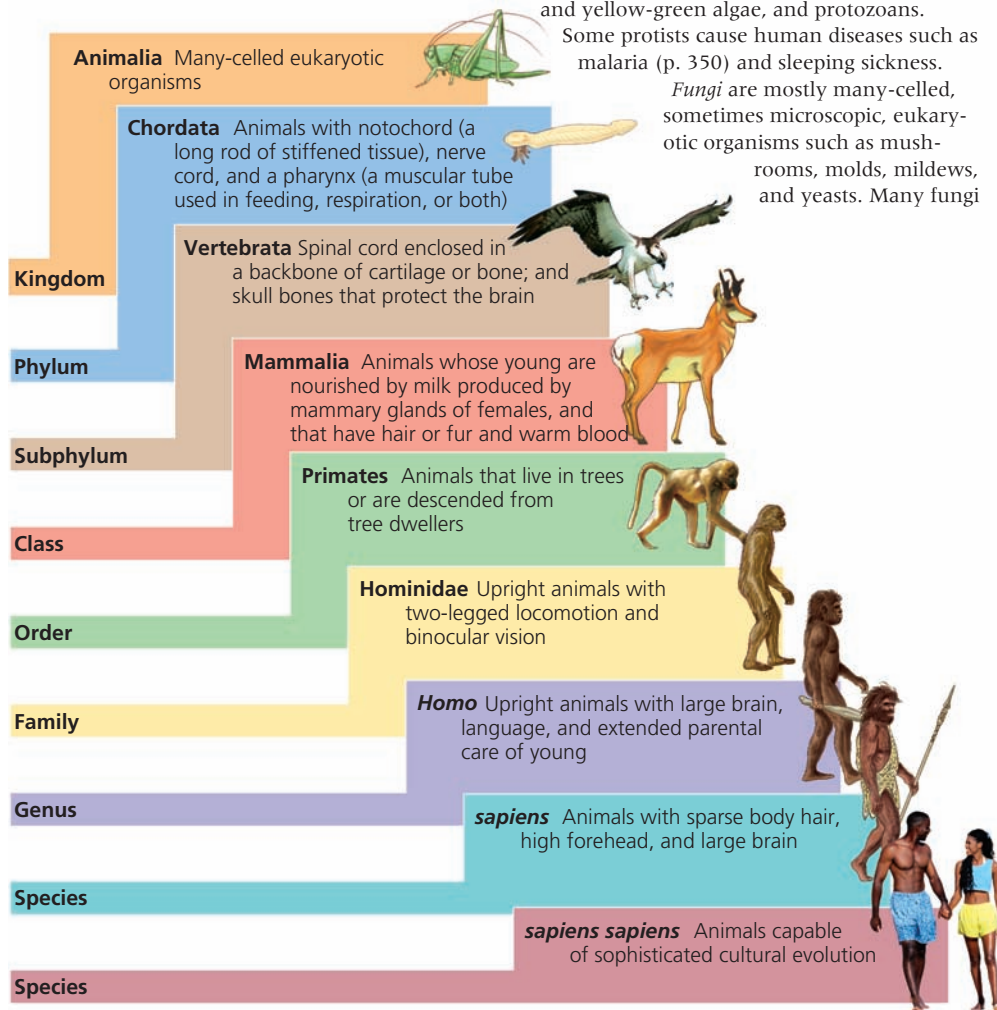 and yellow-green algae, and protozoans.
Some protists cause human diseases such as
malaria (p. 350) and sleeping sickness.
Fungi are mostly many-celled,
sometimes microscopic, eukary-
otic organisms such as mush-
rooms, molds, mildews,
and yeasts. Many fungi
Animalia Many-celled eukaryotic
organisms
Kingdom
Chordata Animals with notochord (a
long rod of stiffened tissue), nerve
cord, and a pharynx (a muscular tube
used in feeding, respiration, or both)
Phylum
Vertebrata Spinal cord enclosed in
a backbone of cartilage or bone; and
skull bones that protect the brain
Subphylum
Mammalia Animals whose young are
nourished by milk produced by
mammary glands of females, and
that have hair or fur and warm blood
Class
Primates Animals that live in trees
or are descended from
tree dwellers
Order
Hominidae Upright animals with
two-legged locomotion and
binocular vision
Family
Homo Upright animals with large brain,
language, and extended parental
care of young
Genus
sapiens Animals with sparse body hair,
high forehead, and large brain
Species
sapiens sapiens Animals capable
of sophisticated cultural evolution
Species